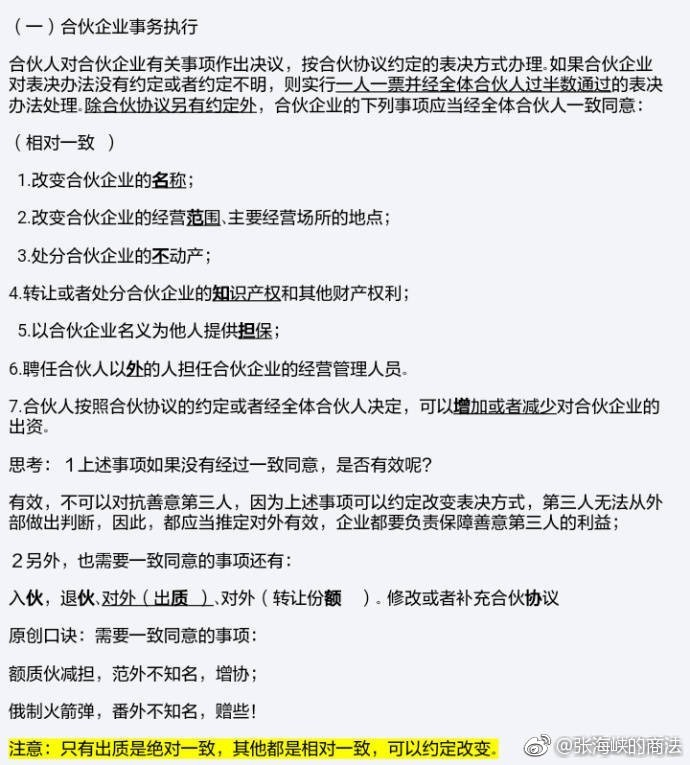 （一）合伙企业事务执行
合伙人对合伙企业有关事项作出决议，按合伙协议约定的表决方式办理。如果合伙企业
对表决办法没有约定或者约定不明，则实行一人一票并经全体合伙人过半数通过的表决
办法处理。除合伙协议另有约定外，合伙企业的下列事项应当经全体合伙人一致同意：
（相对一致 ）
1.改变合伙企业的名称；
2.改变合伙企业的经营范围、主要经营场所的地点；
3.处分合伙企业的不动产；
4.转让或者处分合伙企业的知识产权和其他财产权利；
5.以合伙企业名义为他人提供担保；
6.聘任合伙人以外的人担任合伙企业的经营管理人员。
7.合伙人按照合伙协议的约定或者经全体合伙人决定，可以增加或者减少对合伙企业的
出资。
思考：１上述事项如果没有经过一致同意，是否有效呢？
有效，不可以对抗善意第三人，因为上述事项可以约定改变表决方式，第三人无法从外
部做出判断，因此，都应当推定对外有效，企业都要负责保障善意第三人的利益；
２另外，也需要一致同意的事项还有：
入伙，退伙、对外（出质 ）、对外（转让份额 ）。修改或者补充合伙协议
原创口诀：需要一致同意的事项：
额质伙减担，范外不知名，增协；
俄制火箭弹，番外不知名，赠些！
注意：只有出质是绝对一致，其他都是相对一致，可以约定改变。
@张海峡的商法